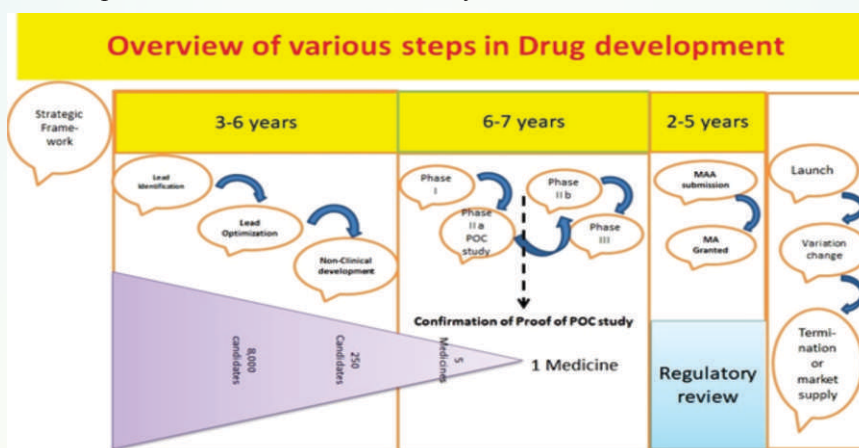 Overview of various steps in Drug development
Strategic
Frame-
work
3-6 years
6-7 years
2-5 years
Lead
Identification
Lead
Optimization
Non-Clinical
development
Phase
I
Phase
II a
POC
study
Phase
II b
Phase
III
MAA
submission
MA
Granted
Launch
Variation
change
Termi-
nation
or
market
supply
Confirmation of Proof of POC study
8,000
candidates
250
Candidates
5
Medicines
1 Medicine
Regulatory
review